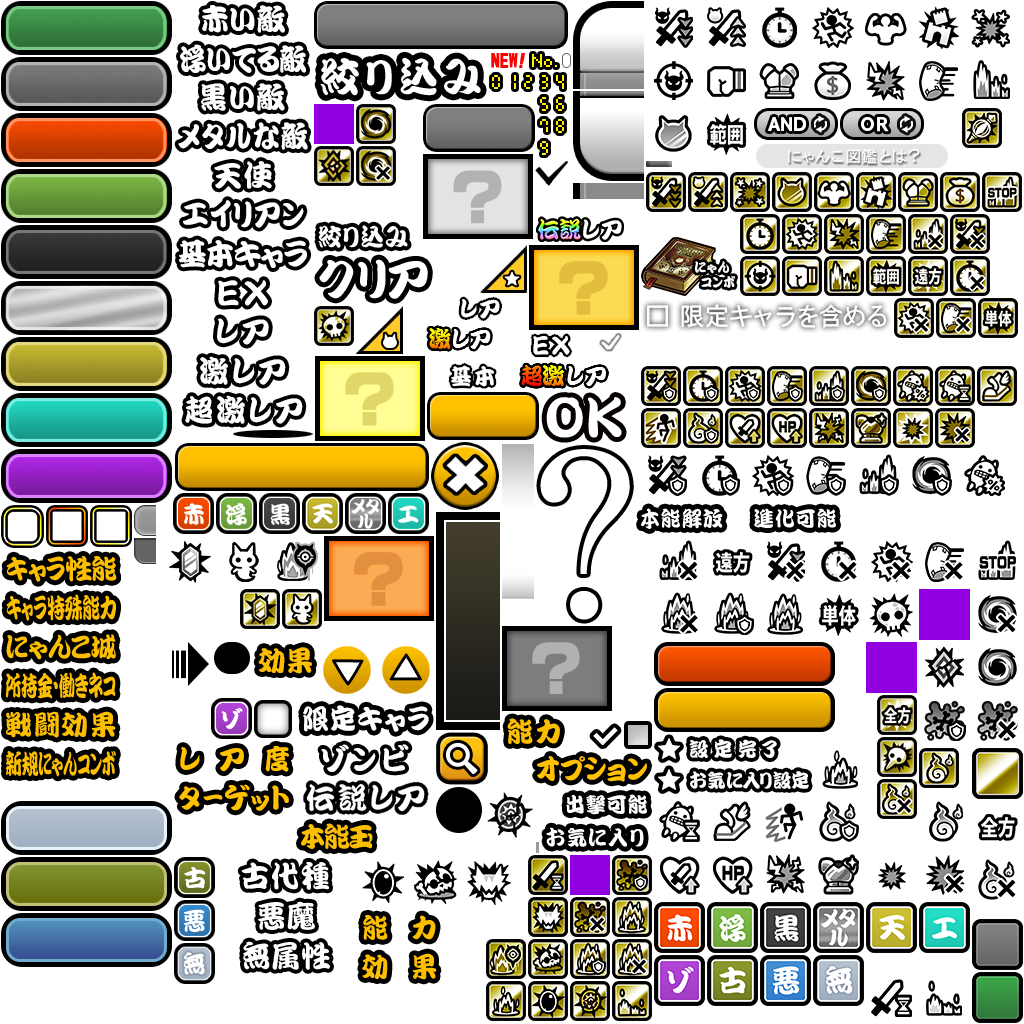 赤い敵
浮いてる敵
黒い敵
メタルな敵
天使
エイリアン
基本キャラ
EX
レア
激レア
超激レア
絞り込み
NEW!
No.
0 1 2 3 4
5 6
7 8
9
絞り込み
クリア
伝説レア
レア
激レア
EX
基本
超激レア
OK
?
AND
OR
範囲
にゃんこ図鑑とは?
STOP
にゃん
コンボ
範囲
遠方
限定キャラを含める
単体
HP
本能解放
進化可能
遠方
STOP
単体
赤
浮
黒
天
メタル
エ
キャラ性能
キャラ特殊能力
にゃんこ城
所持金・働きネコ
戦闘効果
新規にゃんコンボ
効果
ゾ
限定キャラ
レア度
ゾンビ
ターゲット
伝説レア
本能玉
能力
オプション
出撃可能
お気に入り
設定完了
お気に入り設定
全方
全方
HP
古
悪
無
古代種
悪魔
無属性
能力
効果
赤
浮
黒
メタル
天
エ
ゾ
古
悪
無